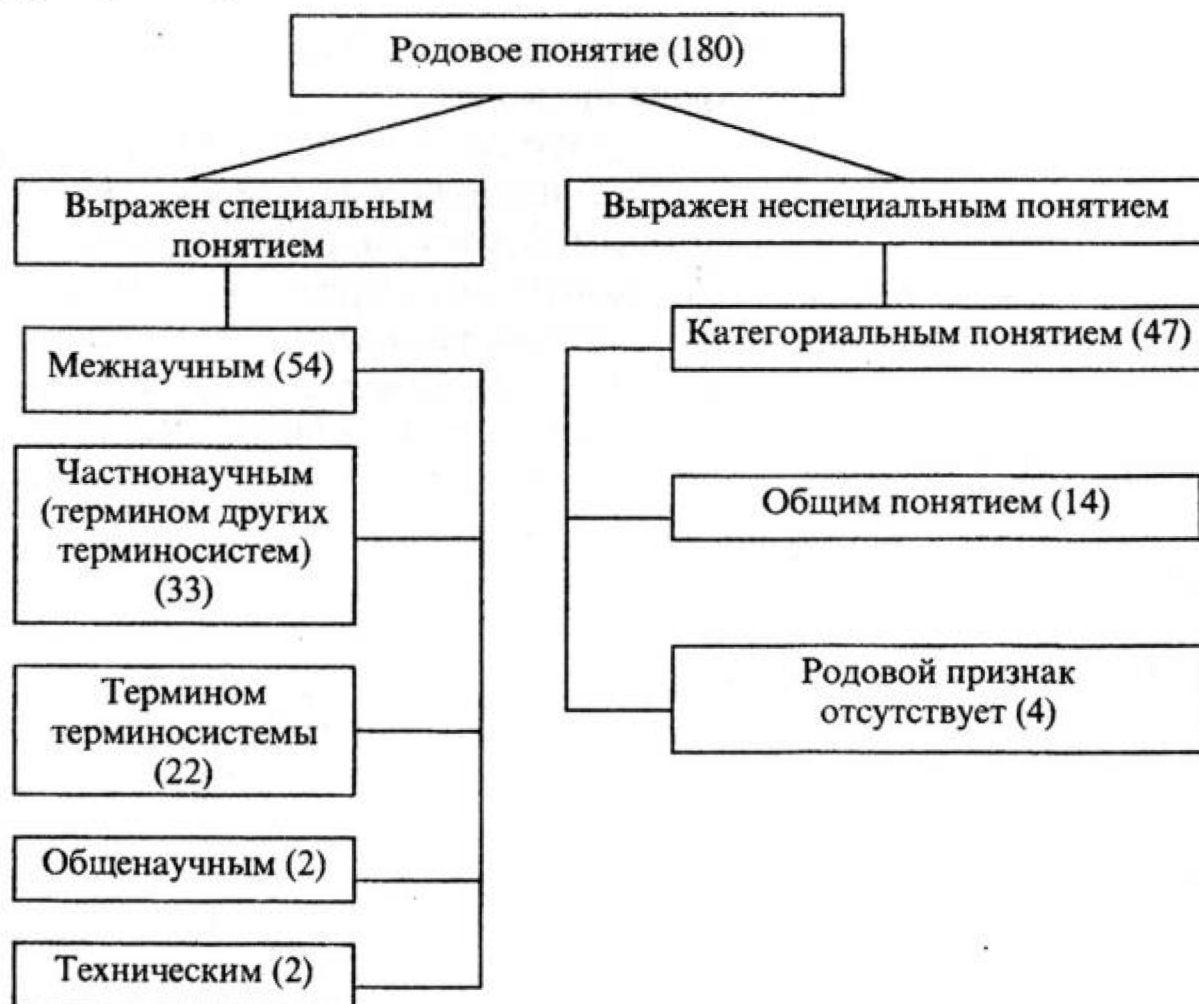 Родовое понятие (180)
Выражен специальным
понятием
Межнаучным (54)
Частнонаучным
(термином других
терминосистем)
(33)
Термином
терминосистемы
(22)
Общенаучным (2)
Техническим (2)
Выражен неспециальным понятием
Категориальным понятием (47)
Общим понятием (14)
Родовой признак
отсутствует (4)